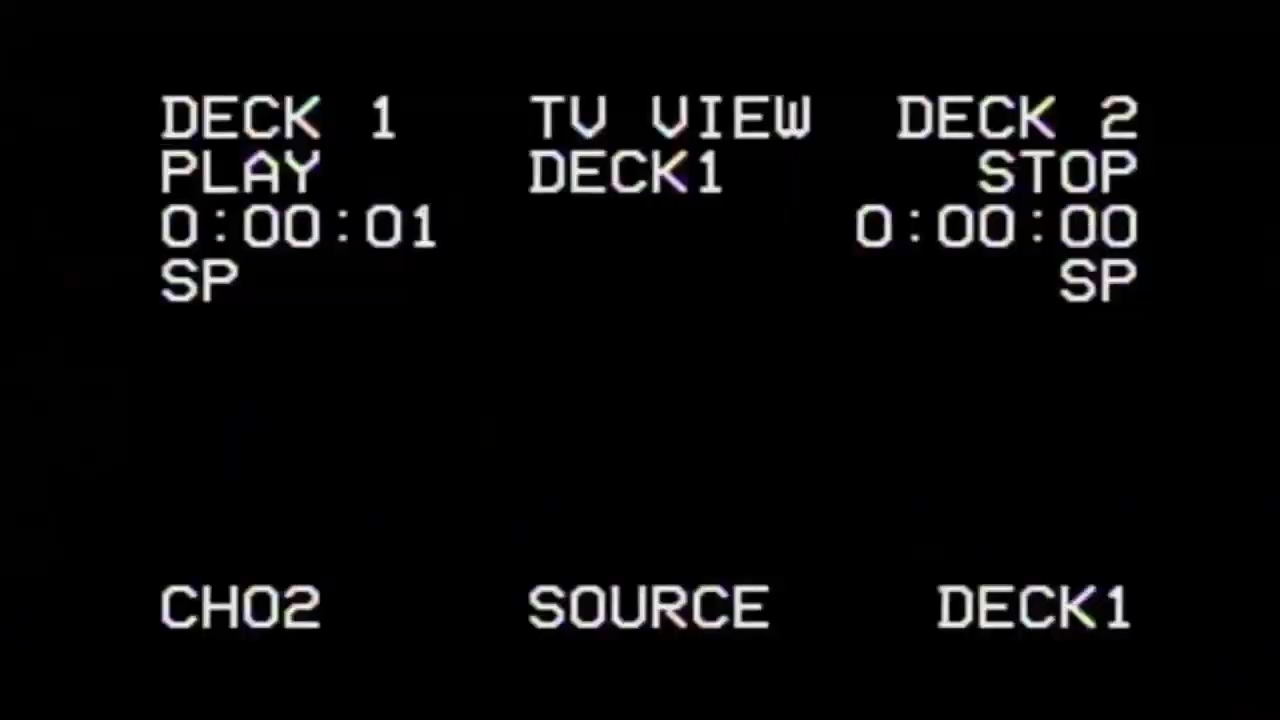 DECK 1 TV VIEW DECK 2
PLAY DECK1 STOP
0:00:01 0:00:00
SP SP
CH02 SOURCE DECK1